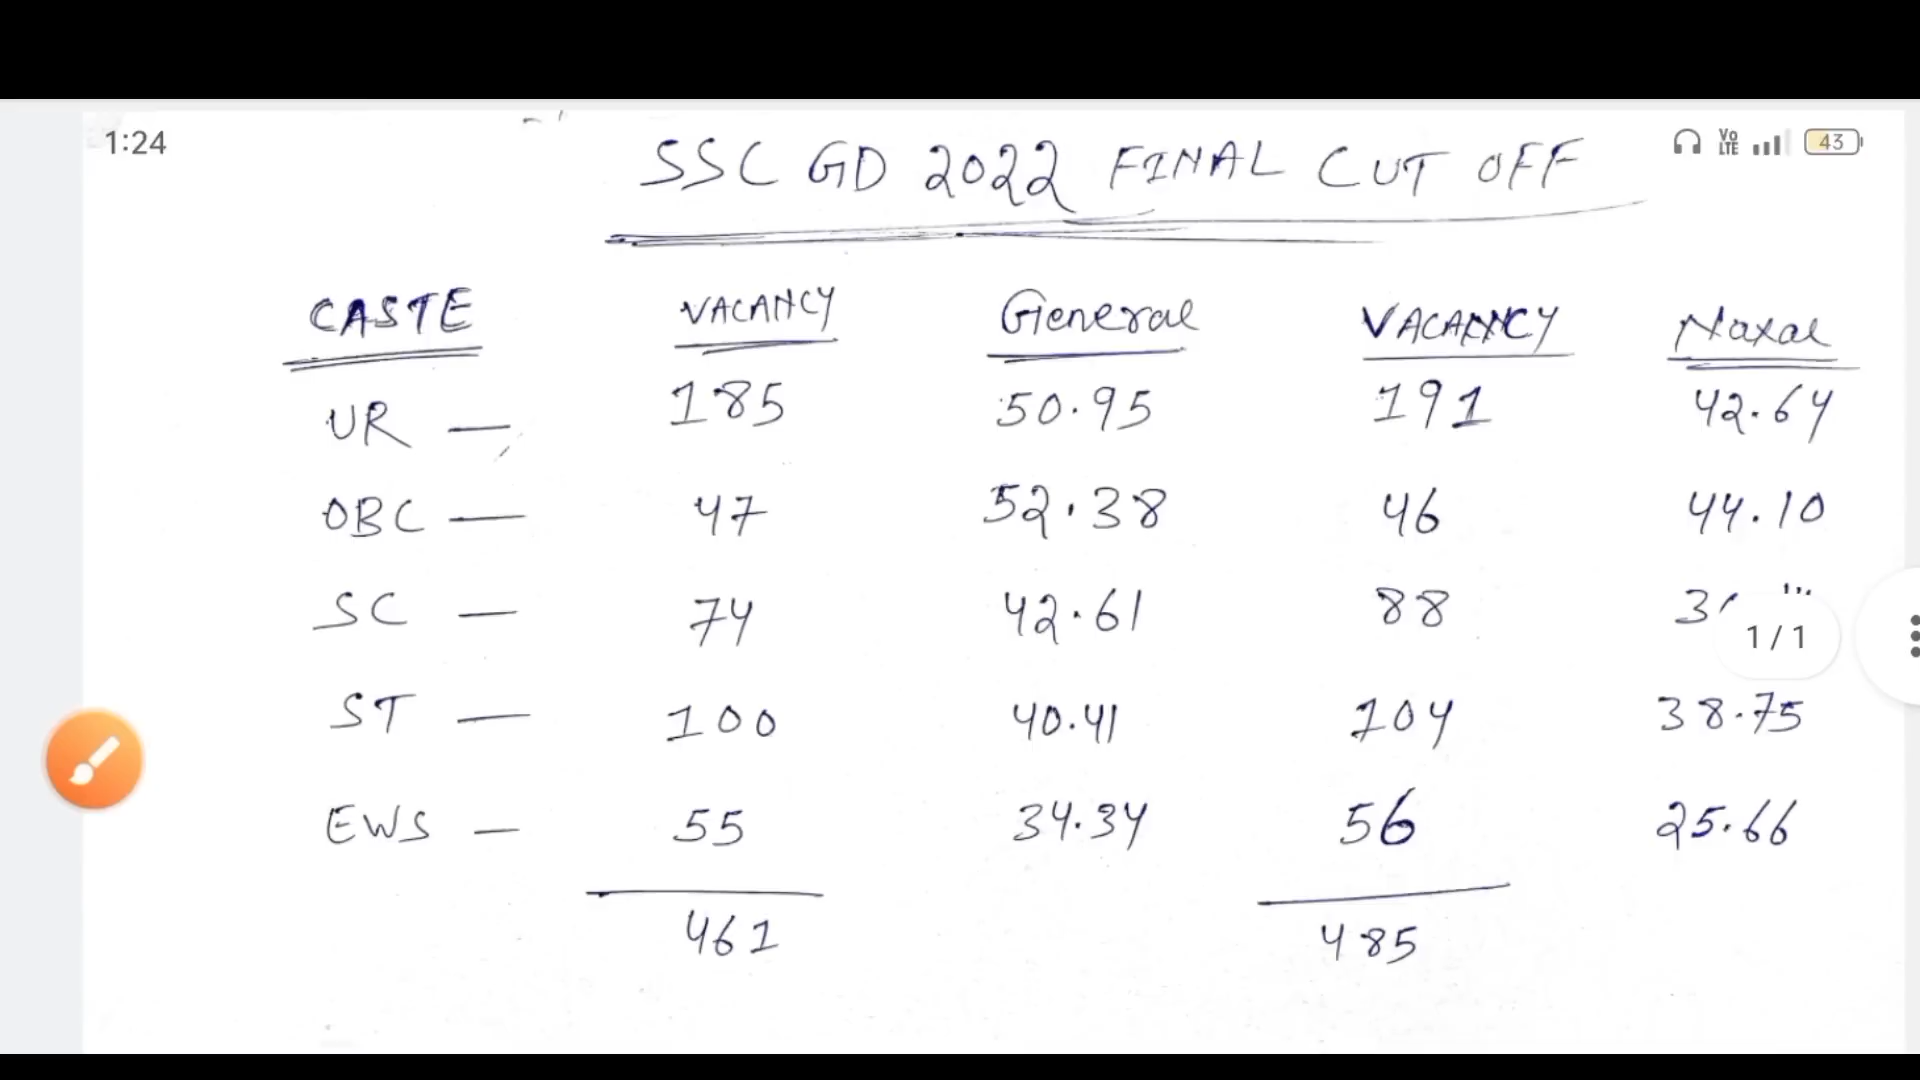 1:24
Vo LTE 43
SSC GD 2022 FINAL CUT OFF
CASTE VACANCY General VACANCY Naxal
UR — 185 50.95 191 42.64
OBC — 47 52.38 46 44.10
SC — 74 42.61 88
1/1
ST — 100 40.41 104 38.75
EWS — 55 34.34 56 25.66
461 485